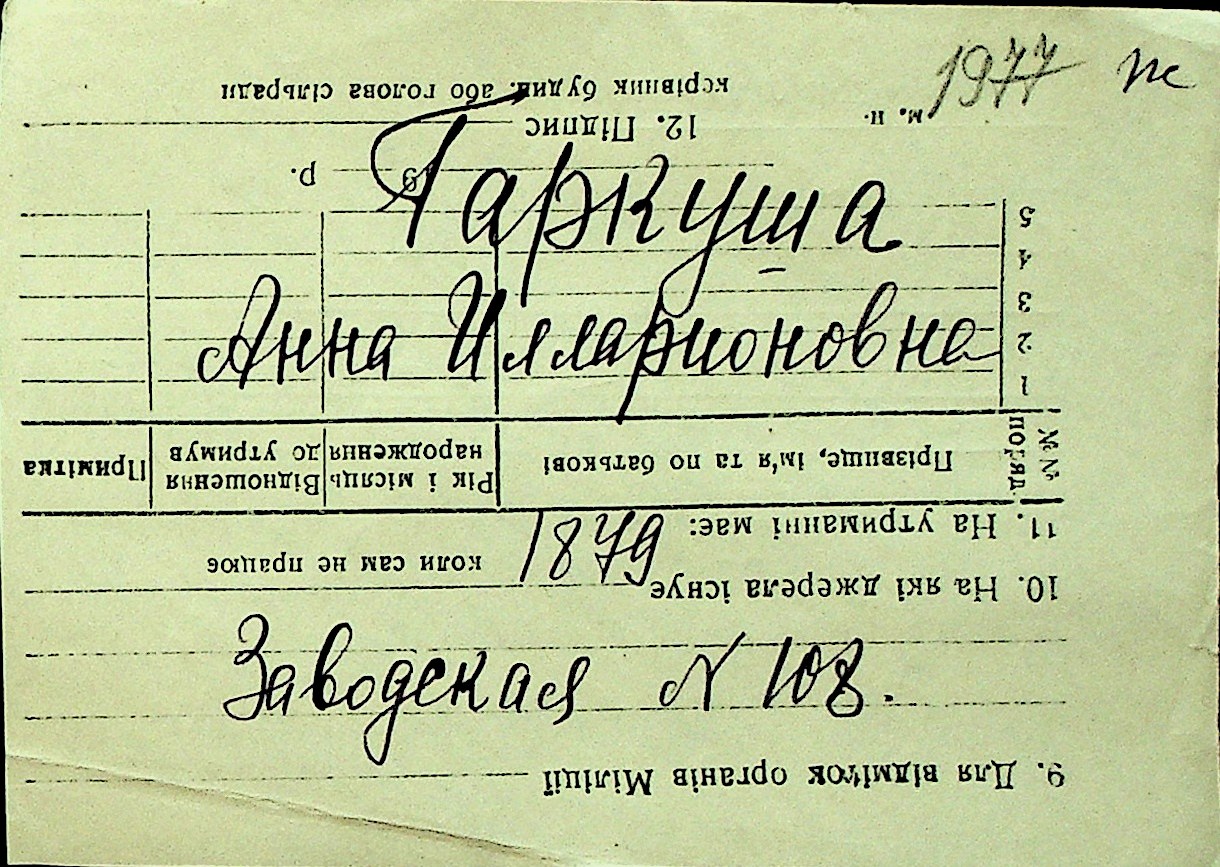 1977
Гаркуша
Анна Илларионовна
1879
Заводская N 108.
9. Для відміток органів Міліції
10. На які джерела існує
коли сам не працює
11. На утриманні має:
№№ поряд. Прізвище, ім'я та по батькові Рік і місяць народження Відношення до утримув Примітка
1
2
3
4
5
19 р.
12. Підпис
м. п. керівник будин. або голова сільради